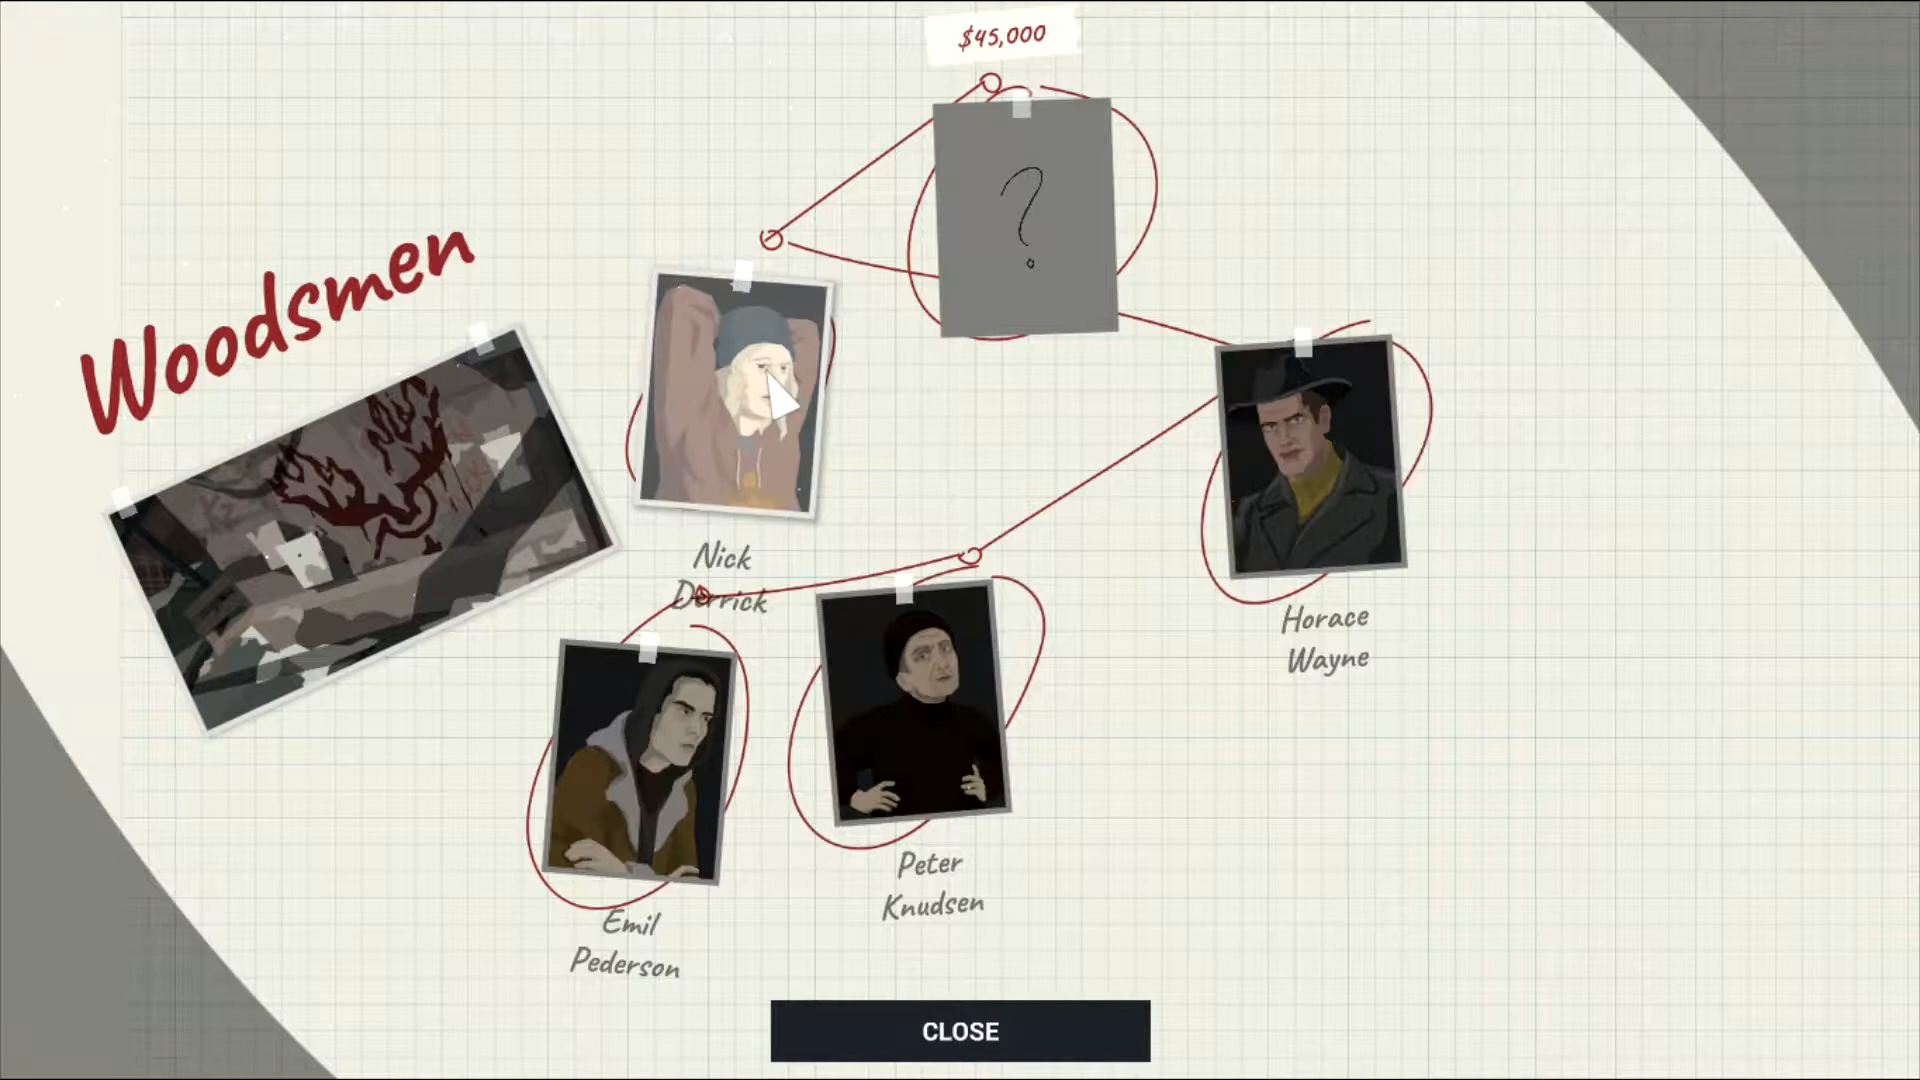 $45,000
?
Woodsmen
Nick
Derrick
Horace
Wayne
Peter
Knudsen
Emil
Pederson
CLOSE